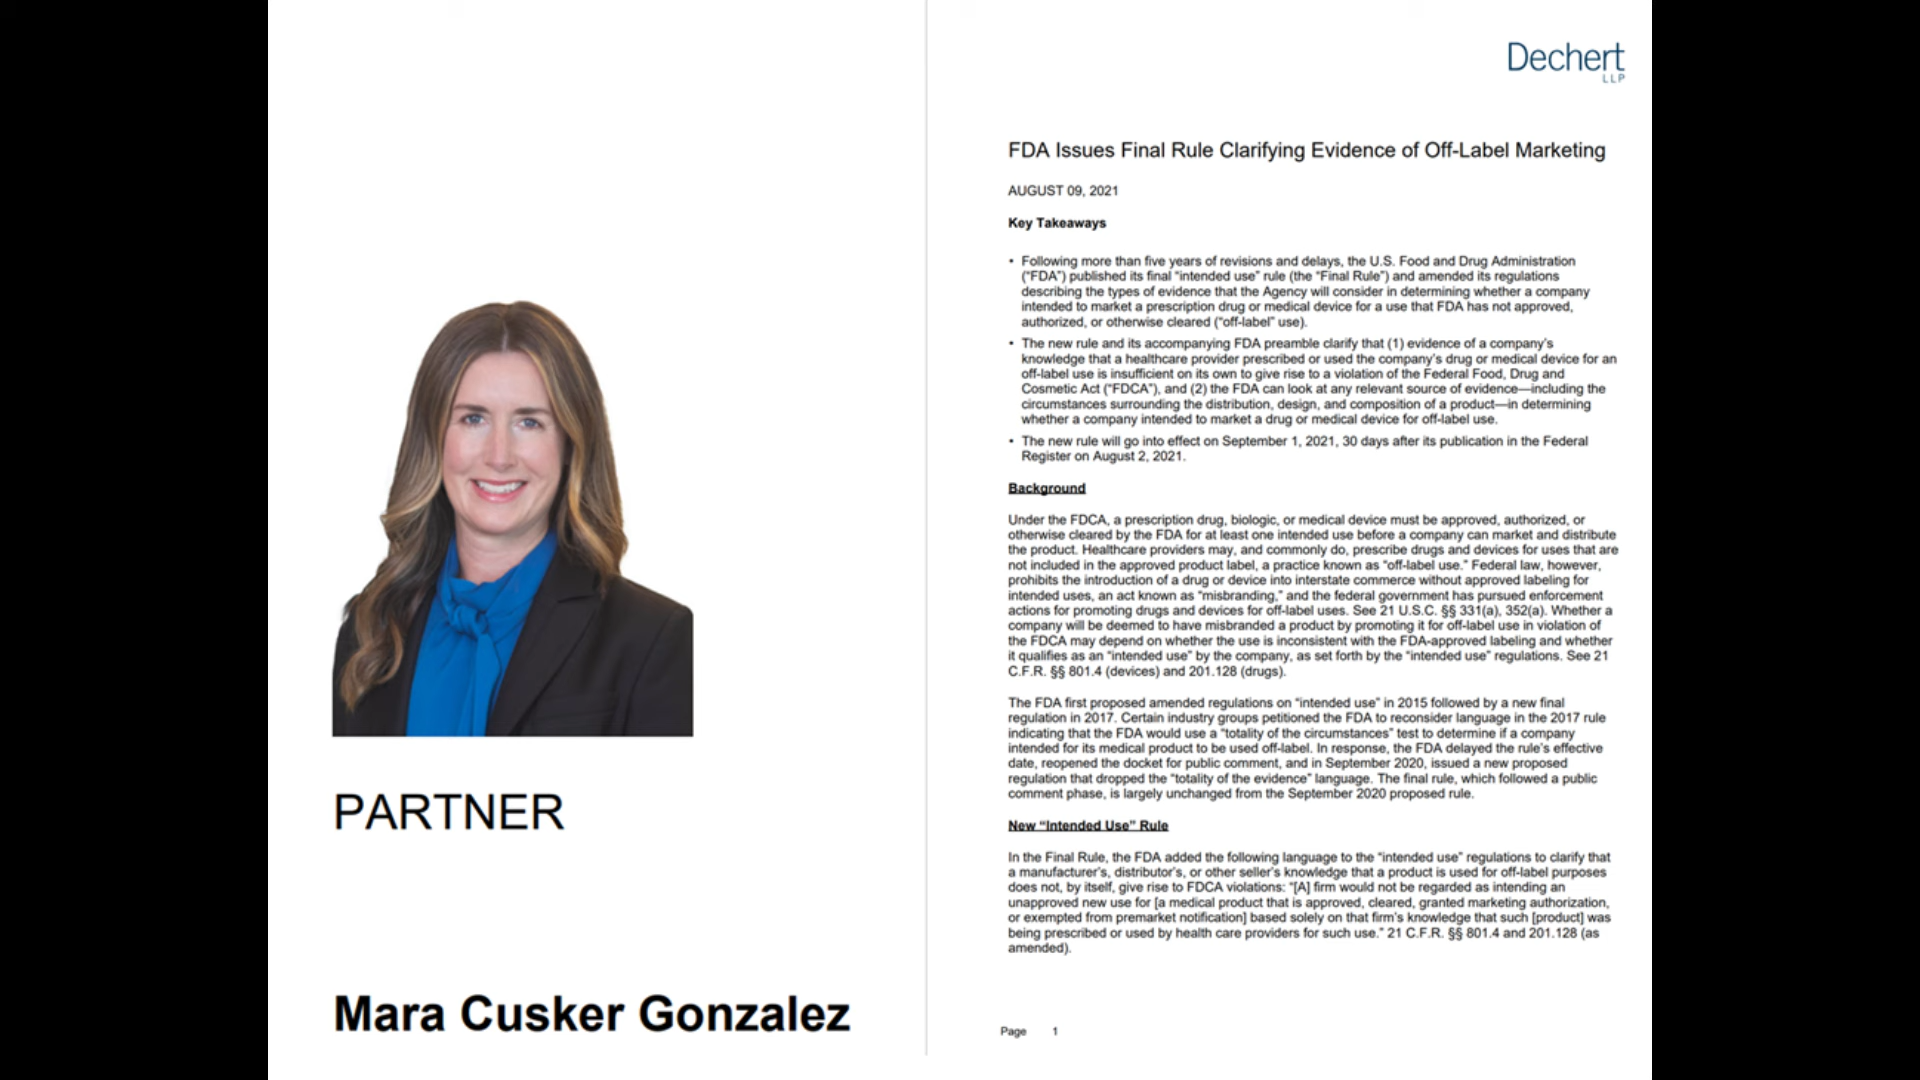 PARTNER
Mara Cusker Gonzalez
Dechert
LLP
FDA Issues Final Rule Clarifying Evidence of Off-Label Marketing
AUGUST 09, 2021
Key Takeaways
• Following more than five years of revisions and delays, the U.S. Food and Drug Administration
(“FDA”) published its final “intended use” rule (the “Final Rule”) and amended its regulations
describing the types of evidence that the Agency will consider in determining whether a company
intended to market a prescription drug or medical device for a use that FDA has not approved,
authorized, or otherwise cleared (“off-label” use).
• The new rule and its accompanying FDA preamble clarify that (1) evidence of a company’s
knowledge that a healthcare provider prescribed or used the company’s drug or medical device for an
off-label use is insufficient on its own to give rise to a violation of the Federal Food, Drug and
Cosmetic Act (“FDCA”), and (2) the FDA can look at any relevant source of evidence—including the
circumstances surrounding the distribution, design, and composition of a product—in determining
whether a company intended to market a drug or medical device for off-label use.
• The new rule will go into effect on September 1, 2021, 30 days after its publication in the Federal
Register on August 2, 2021.
Background
Under the FDCA, a prescription drug, biologic, or medical device must be approved, authorized, or
otherwise cleared by the FDA for at least one intended use before a company can market and distribute
the product. Healthcare providers may, and commonly do, prescribe drugs and devices for uses that are
not included in the approved product label, a practice known as “off-label use.” Federal law, however,
prohibits the introduction of a drug or device into interstate commerce without approved labeling for
intended uses, an act known as “misbranding,” and the federal government has pursued enforcement
actions for promoting drugs and devices for off-label uses. See 21 U.S.C. §§ 331(a), 352(a). Whether a
company will be deemed to have misbranded a product by promoting it for off-label use in violation of
the FDCA may depend on whether the use is inconsistent with the FDA-approved labeling and whether
it qualifies as an “intended use” by the company, as set forth by the “intended use” regulations. See 21
C.F.R. §§ 801.4 (devices) and 201.128 (drugs).
The FDA first proposed amended regulations on “intended use” in 2015 followed by a new final
regulation in 2017. Certain industry groups petitioned the FDA to reconsider language in the 2017 rule
indicating that the FDA would use a “totality of the circumstances” test to determine if a company
intended for its medical product to be used off-label. In response, the FDA delayed the rule’s effective
date, reopened the docket for public comment, and in September 2020, issued a new proposed
regulation that dropped the “totality of the evidence” language. The final rule, which followed a public
comment phase, is largely unchanged from the September 2020 proposed rule.
New “Intended Use” Rule
In the Final Rule, the FDA added the following language to the “intended use” regulations to clarify that
a manufacturer’s, distributor’s, or other seller’s knowledge that a product is used for off-label purposes
does not, by itself, give rise to FDCA violations: “[A] firm would not be regarded as intending an
unapproved new use for [a medical product that is approved, cleared, granted marketing authorization,
or exempted from premarket notification] based solely on that firm’s knowledge that such [product] was
being prescribed or used by health care providers for such use.” 21 C.F.R. §§ 801.4 and 201.128 (as
amended).
Page 1